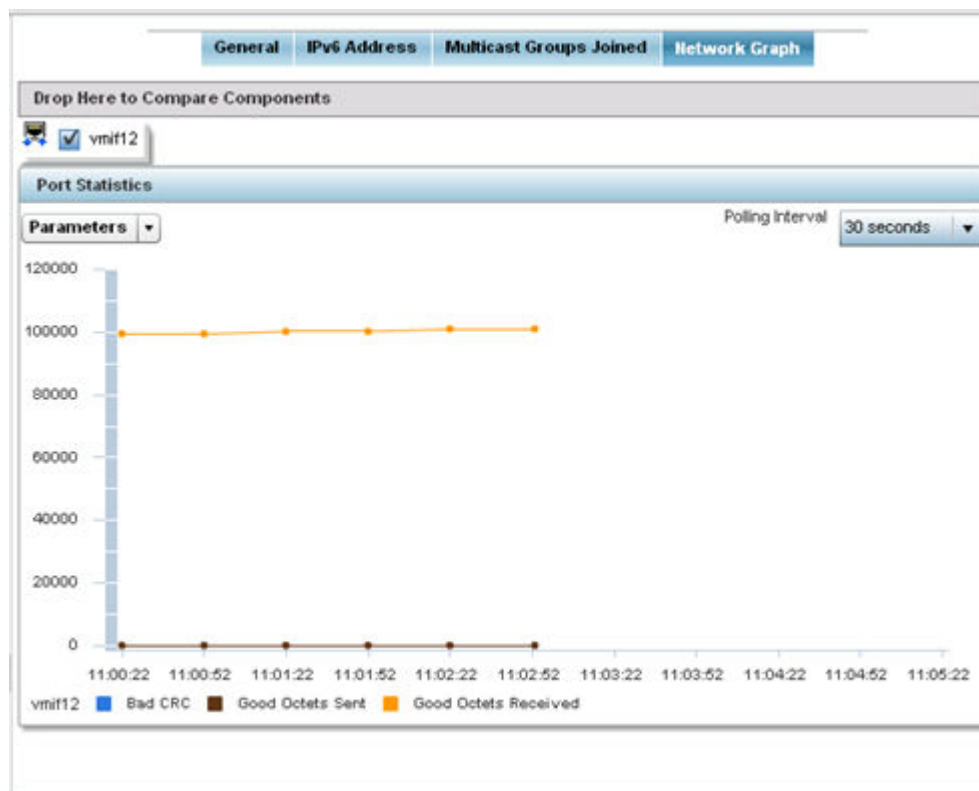 General IPv6 Address Multicast Groups Joined Network Graph
Drop Here to Compare Components
vmif12
Port Statistics
Parameters
Polling Interval 30 seconds
120000
100000
80000
60000
40000
20000
0
11:00:22 11:00:52 11:01:22 11:01:52 11:02:22 11:02:52 11:03:22 11:03:52 11:04:22 11:04:52 11:05:22
vmif12 Bad CRC Good Octets Sent Good Octets Received